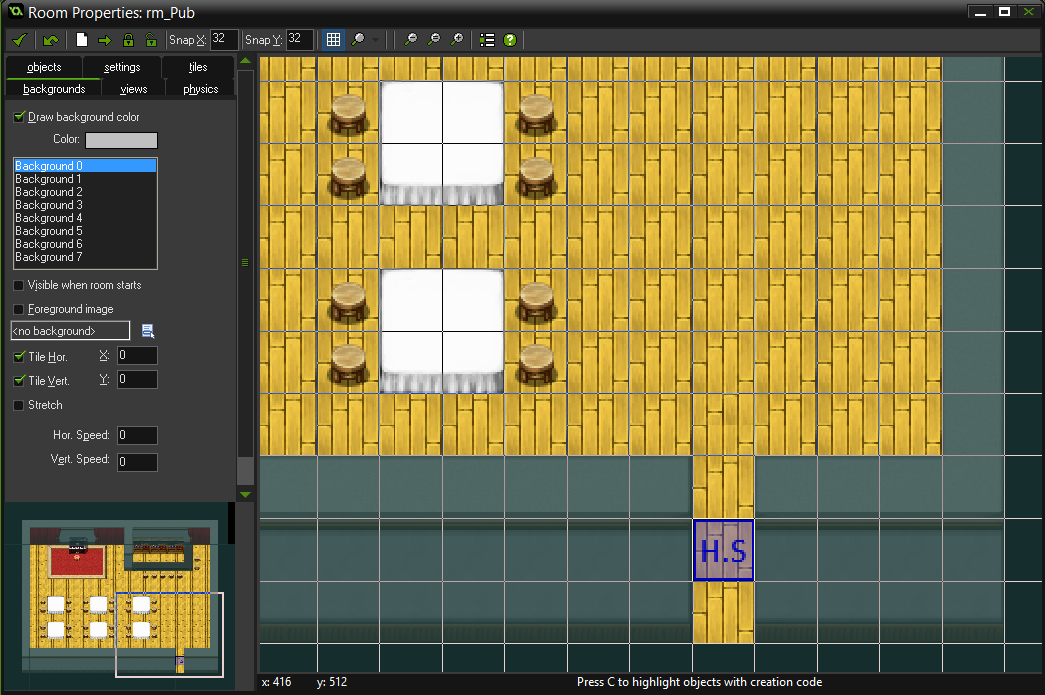 Room Properties: rm_Pub
Snap X: 32 Snap Y: 32
objects settings tiles
backgrounds views physics
Draw background color
Color:
Background 0
Background 1
Background 2
Background 3
Background 4
Background 5
Background 6
Background 7
Visible when room starts
Foreground image
<no background>
Tile Hor. X: 0
Tile Vert. Y: 0
Stretch
Hor. Speed: 0
Vert. Speed: 0
H.S
x: 416 y: 512 Press C to highlight objects with creation code